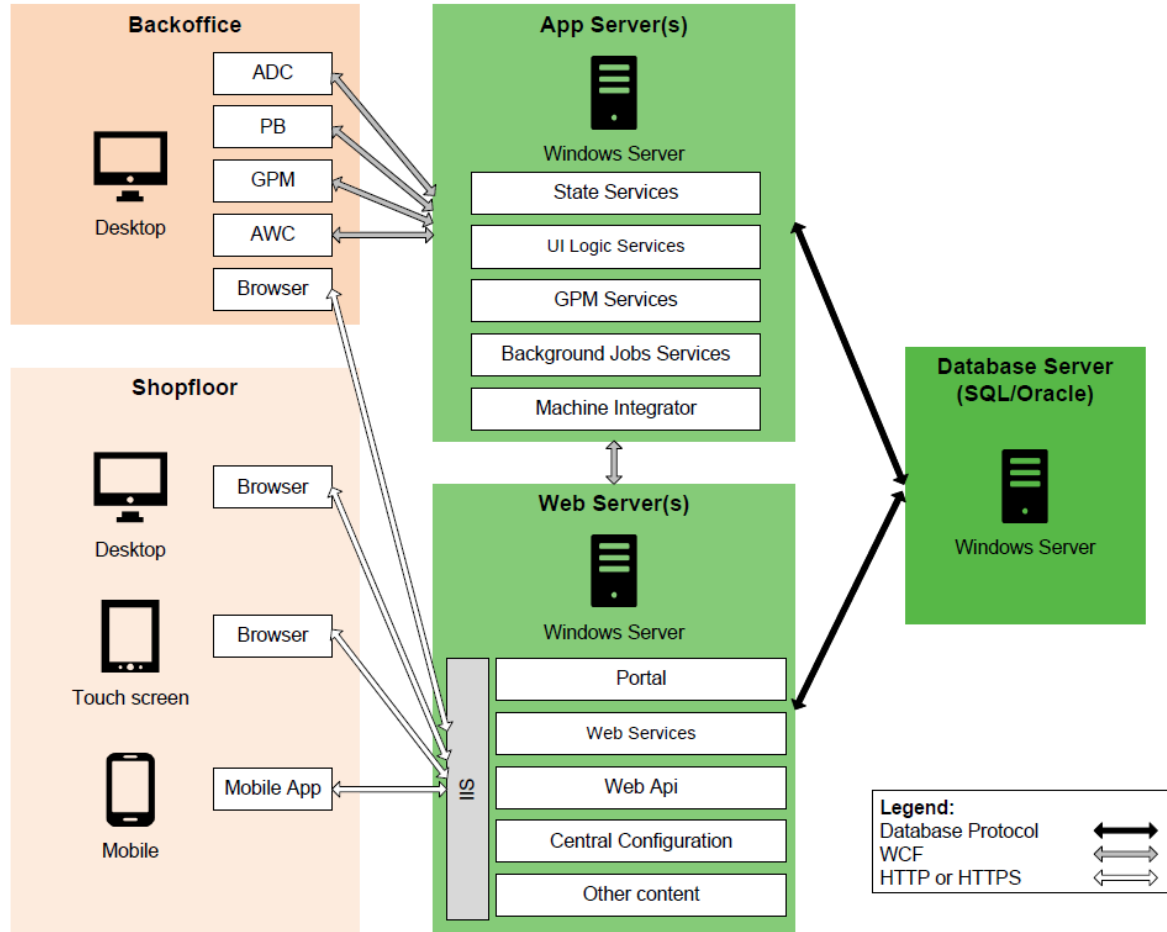 Backoffice
ADC
PB
GPM
AWC
Browser
Desktop
App Server(s)
Windows Server
State Services
UI Logic Services
GPM Services
Background Jobs Services
Machine Integrator
Shopfloor
Browser
Desktop
Browser
Touch screen
Mobile App
Mobile
Web Server(s)
Windows Server
IIS
Portal
Web Services
Web Api
Central Configuration
Other content
Database Server
(SQL/Oracle)
Windows Server
Legend:
Database Protocol
WCF
HTTP or HTTPS